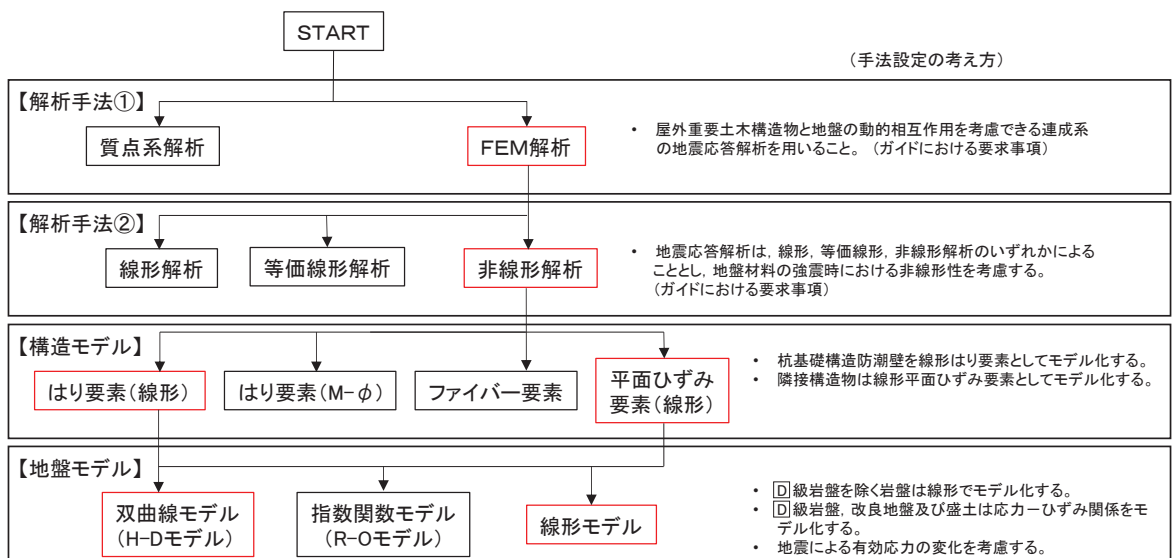 START
（手法設定の考え方）
【解析手法①】
質点系解析
FEM解析
・ 屋外重要土木構造物と地盤の動的相互作用を考慮できる連成系
の地震応答解析を用いること。（ガイドにおける要求事項）
【解析手法②】
線形解析
等価線形解析
非線形解析
・ 地震応答解析は，線形，等価線形，非線形解析のいずれかによる
こととし，地盤材料の強震時における非線形性を考慮する。
（ガイドにおける要求事項）
【構造モデル】
はり要素（線形）
はり要素（M-φ）
ファイバー要素
平面ひずみ
要素（線形）
・ 杭基礎構造防潮壁を線形はり要素としてモデル化する。
・ 隣接構造物は線形平面ひずみ要素としてモデル化する。
【地盤モデル】
双曲線モデル
（H-Dモデル）
指数関数モデル
（R-Oモデル）
線形モデル
・ D級岩盤を除く岩盤は線形でモデル化する。
・ D級岩盤，改良地盤及び盛土は応力ーひずみ関係をモ
デル化する。
・ 地震による有効応力の変化を考慮する。